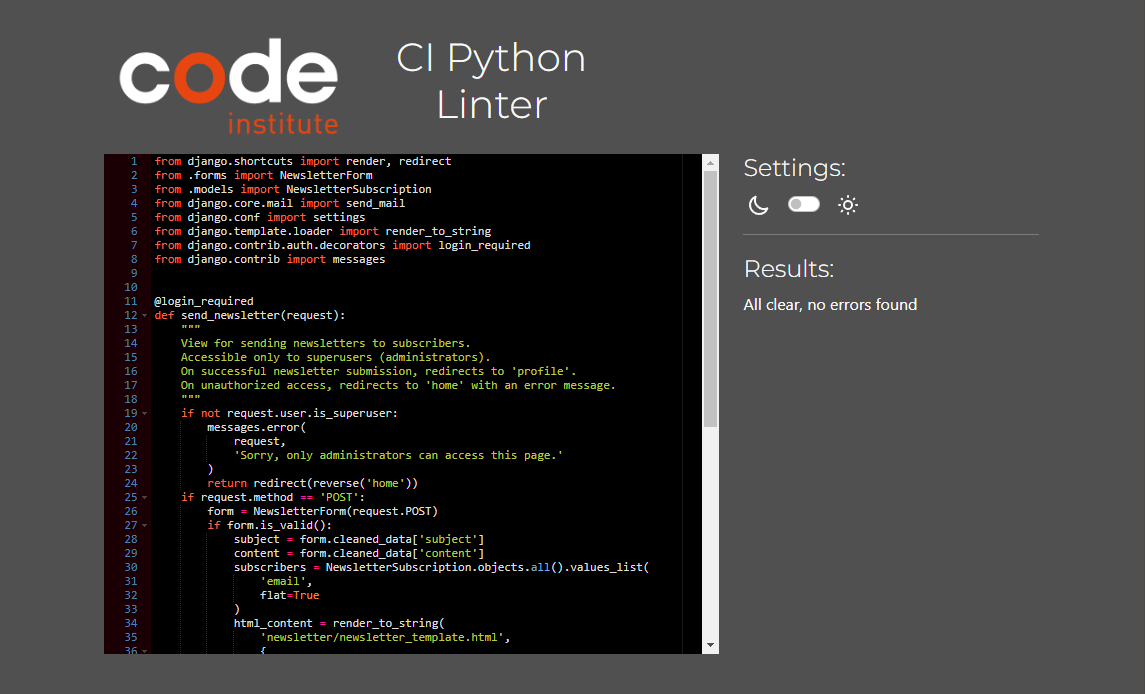 code
institute
CI Python
Linter
1 from django.shortcuts import render, redirect
2 from .forms import NewsletterForm
3 from .models import NewsletterSubscription
4 from django.core.mail import send_mail
5 from django.conf import settings
6 from django.template.loader import render_to_string
7 from django.contrib.auth.decorators import login_required
8 from django.contrib import messages
9
10
11 @login_required
12 def send_newsletter(request):
13     """
14     View for sending newsletters to subscribers.
15     Accessible only to superusers (administrators).
16     On successful newsletter submission, redirects to 'profile'.
17     On unauthorized access, redirects to 'home' with an error message.
18     """
19     if not request.user.is_superuser:
20         messages.error(
21             request,
22             'Sorry, only administrators can access this page.'
23         )
24         return redirect(reverse('home'))
25     if request.method == 'POST':
26         form = NewsletterForm(request.POST)
27         if form.is_valid():
28             subject = form.cleaned_data['subject']
29             content = form.cleaned_data['content']
30             subscribers = NewsletterSubscription.objects.all().values_list(
31                 'email',
32                 flat=True
33             )
34             html_content = render_to_string(
35                 'newsletter/newsletter_template.html',
36                 {
Settings:
Results:
All clear, no errors found